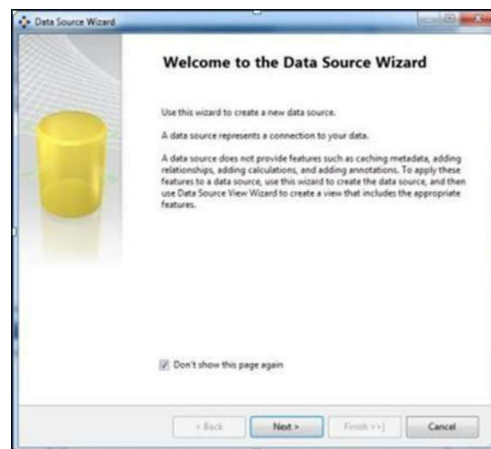 Data Source Wizard
Welcome to the Data Source Wizard
Use this wizard to create a new data source.
A data source represents a connection to your data.
A data source does not provide features such as caching metadata, adding
relationships, adding calculations, and adding annotations. To apply these
features to a data source, use this wizard to create the data source, and then
use Data Source View Wizard to create a view that includes the appropriate
features.
Don't show this page again
< Back
Next >
Finish >>|
Cancel